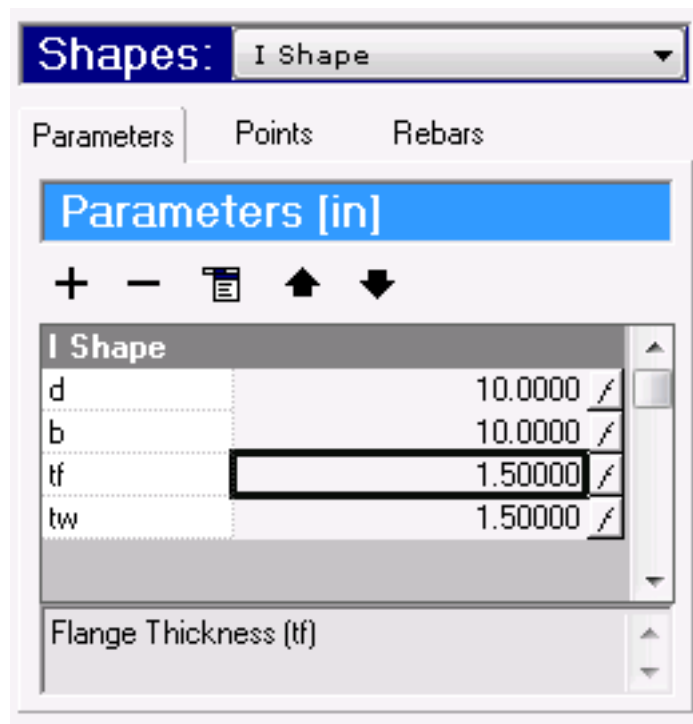 Shapes: I Shape
Parameters Points Rebars
Parameters [in]
I Shape
d 10.0000 f
b 10.0000 f
tf 1.50000 f
tw 1.50000 f
Flange Thickness (tf)